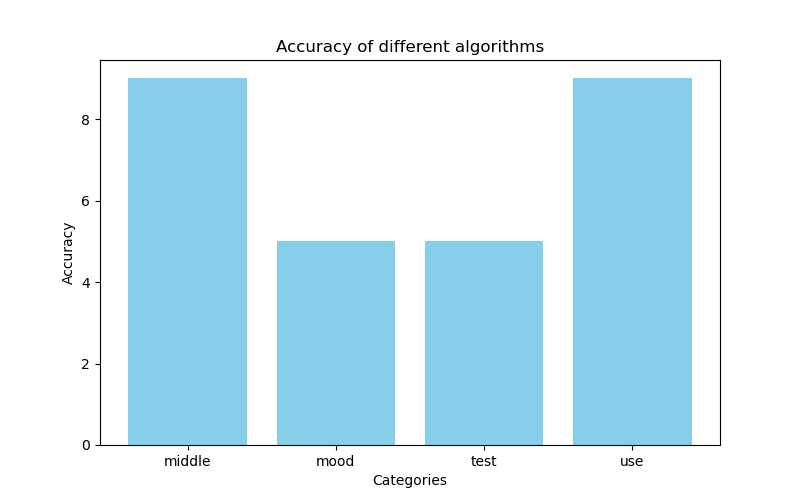 Accuracy of different algorithms
Accuracy
8
6
4
2
0
middle mood test use
Categories